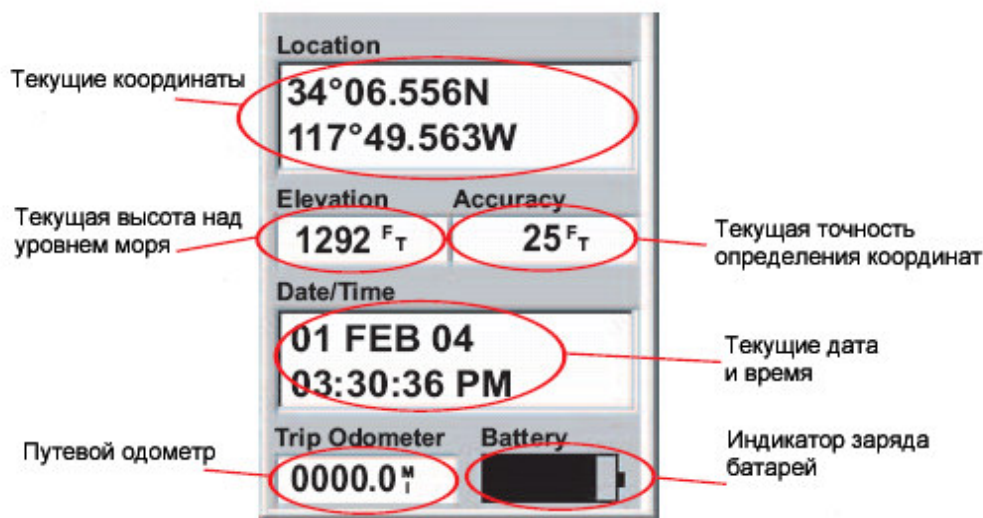 Location
Текущие координаты
34°06.556N
117°49.563W
Elevation Accuracy
Текущая высота над
уровнем моря
1292 FT
25 FT
Текущая точность
определения координат
Date/Time
01 FEB 04
03:30:36 PM
Текущие дата
и время
Trip Odometer Battery
Путевой одометр
0000.0 MI
Индикатор заряда
батарей